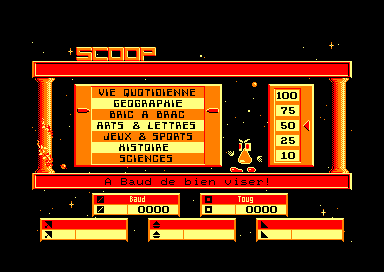 SCOOP
VIE QUOTIDIENNE
GEOGRAPHIE
BRIC A BRAC
ARTS & LETTRES
JEUX & SPORTS
HISTOIRE
SCIENCES
100
75
50
25
10
A Baud de bien viser!
Baud
0000
Toug
0000